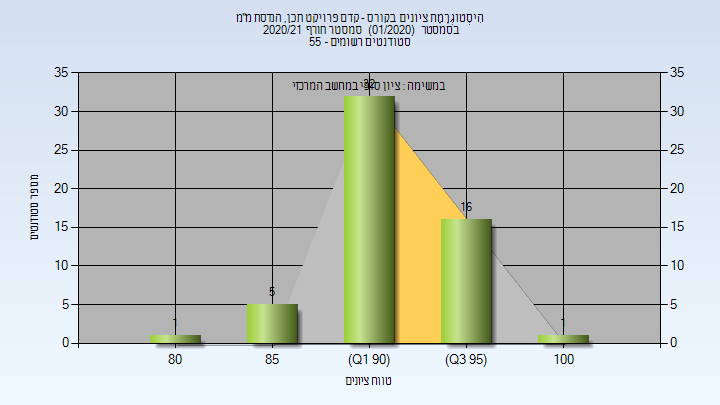 היסטוגרמת ציונים בקורס - קדם פרויקט תכן, הנדסת מ"מ
בסמסטר (01/2020) סמסטר חורף 2020/21
סטודנטים רשומים - 55
במשימה : ציון סופי במחשב המרכזי
35 35
30 30
25 25
20 20
15 15
10 10
5 5
0 0
32
16
5
1
1
מספר סטודנטים
80 85 (Q1 90) (Q3 95) 100
טווח ציונים